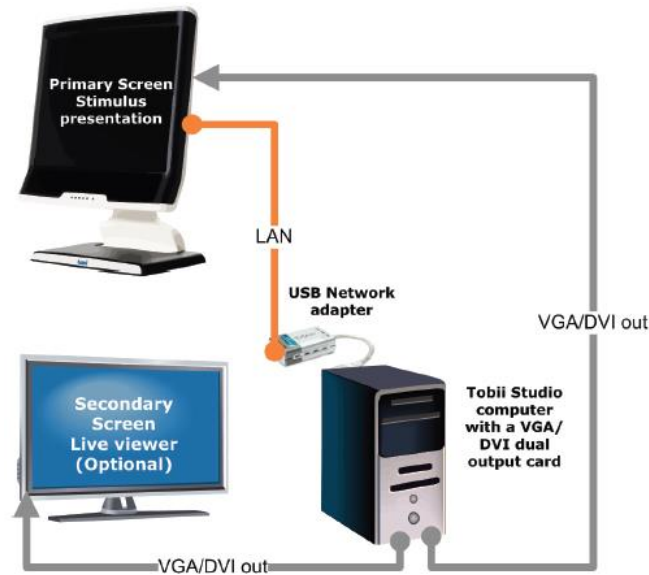 Primary Screen
Stimulus
presentation
LAN
USB Network
adapter
VGA/DVI out
Secondary
Screen
Live viewer
(Optional)
Tobii Studio
computer
with a VGA/
DVI dual
output card
VGA/DVI out